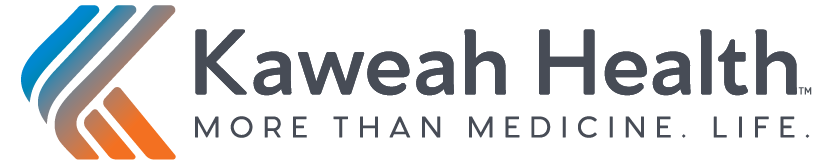 Kaweah Health™
MORE THAN MEDICINE. LIFE.